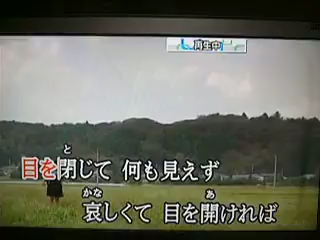 再生中
と
目を閉じて 何も見えず
かな あ
哀しくて 目を開ければ